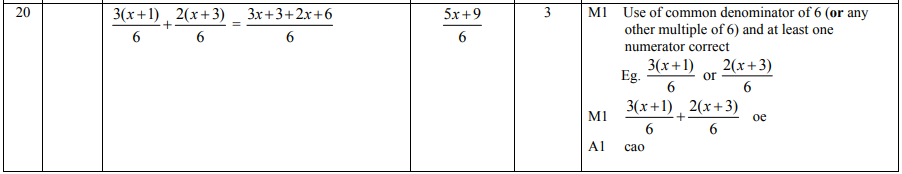 20
3(x+1)/6 + 2(x+3)/6 = 3x+3+2x+6/6
5x+9/6
3
M1 Use of common denominator of 6 (or any
other multiple of 6) and at least one
numerator correct
Eg. 3(x+1)/6 or 2(x+3)/6
M1 3(x+1)/6 + 2(x+3)/6 oe
A1 cao